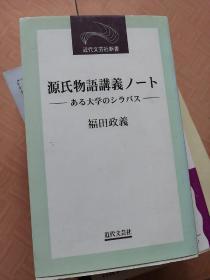 近代文芸社新書
源氏物語講義ノート
—ある大学のシラバス—
福田政義
近代文芸社